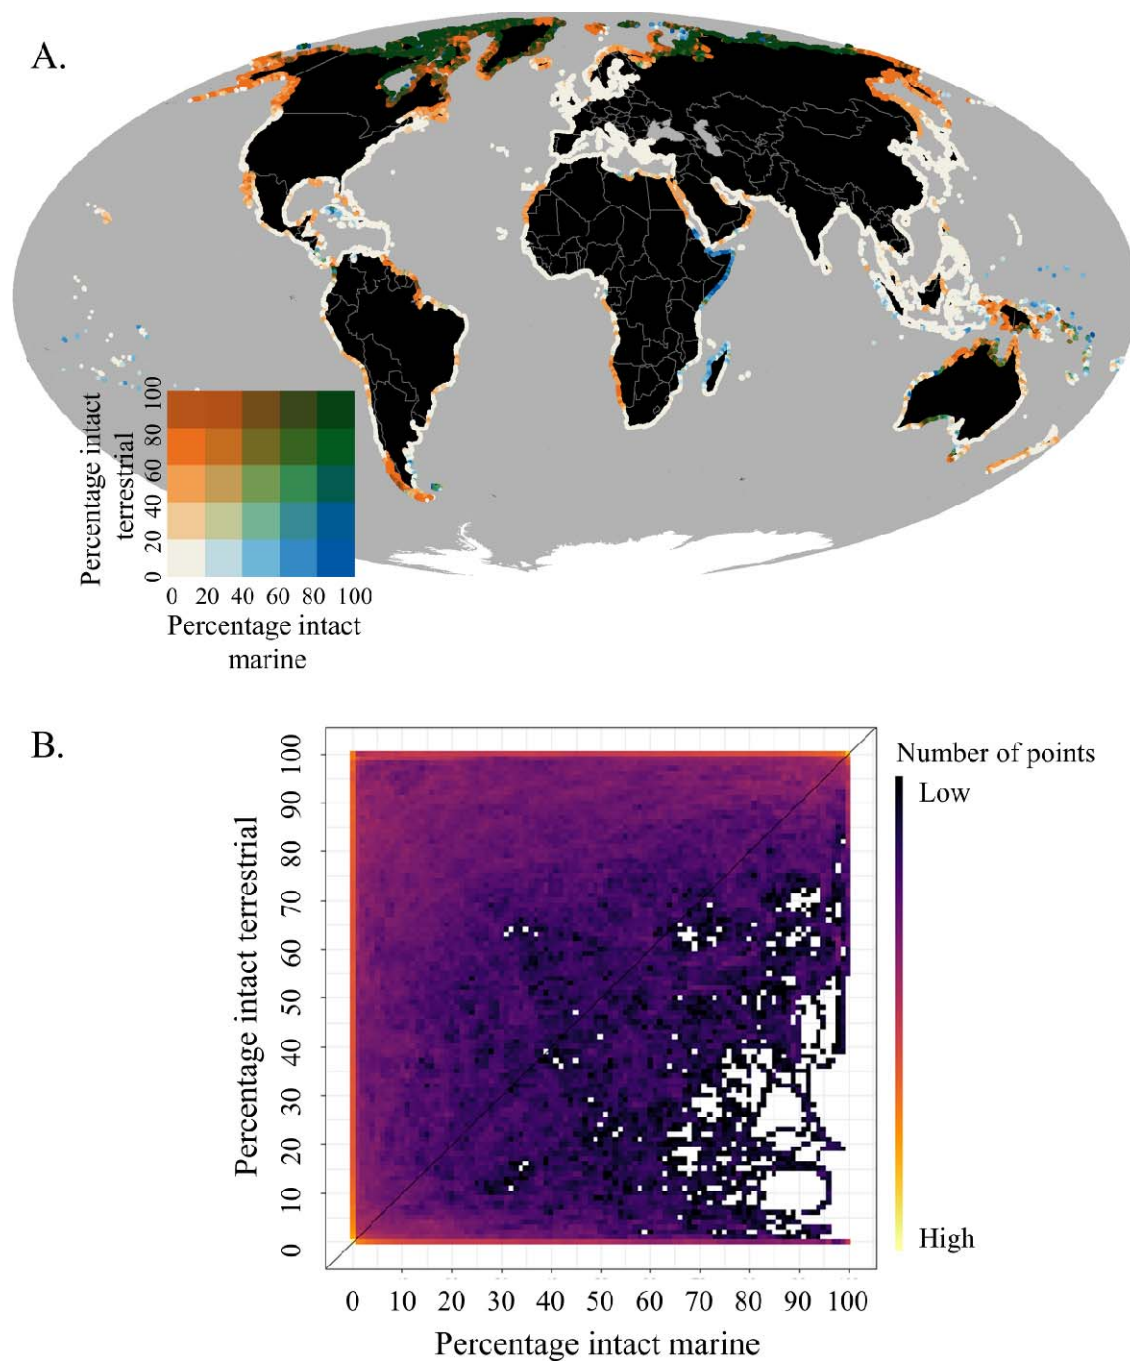 A.
Percentage intact
terrestrial
100
80
60
40
20
0
0 20 40 60 80 100
Percentage intact
marine
B.
Number of points
Low
High
Percentage intact terrestrial
100
90
80
70
60
50
40
30
20
10
0
0 10 20 30 40 50 60 70 80 90 100
Percentage intact marine